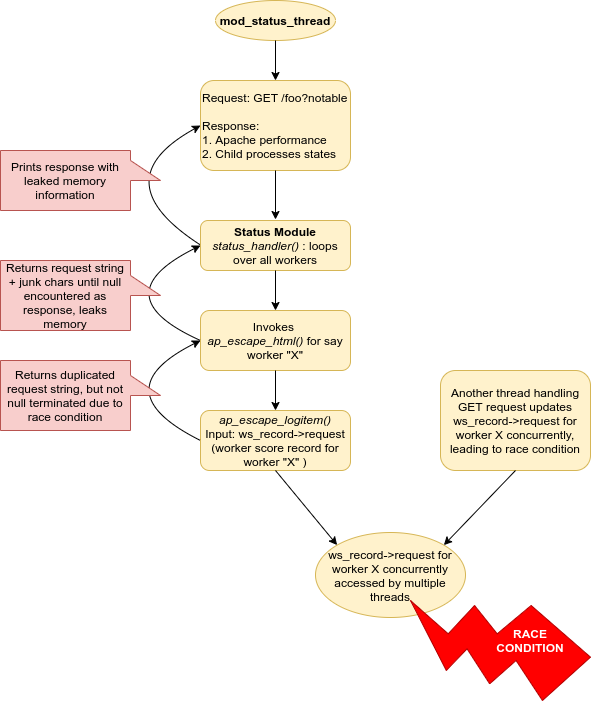 mod_status_thread
Request: GET /foo?notable
Response:
1. Apache performance
2. Child processes states
Prints response with
leaked memory
information
Status Module
status_handler() : loops
over all workers
Returns request string
+ junk chars until null
encountered as
response, leaks
memory
Invokes
ap_escape_html() for say
worker "X"
Returns duplicated
request string, but not
null terminated due to
race condition
ap_escape_logitem()
Input: ws_record->request
(worker score record for
worker "X" )
Another thread handling
GET request updates
ws_record->request for
worker X concurrently,
leading to race condition
ws_record->request for
worker X concurrently
accessed by multiple
threads
RACE
CONDITION